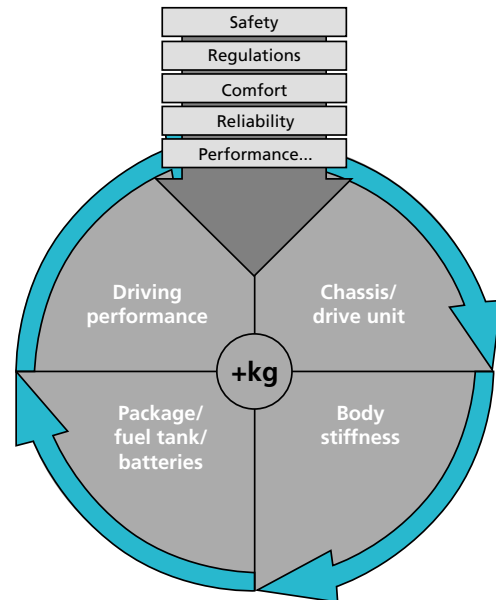 Safety
Regulations
Comfort
Reliability
Performance...
Driving
performance
Chassis/
drive unit
+kg
Package/
fuel tank/
batteries
Body
stiffness